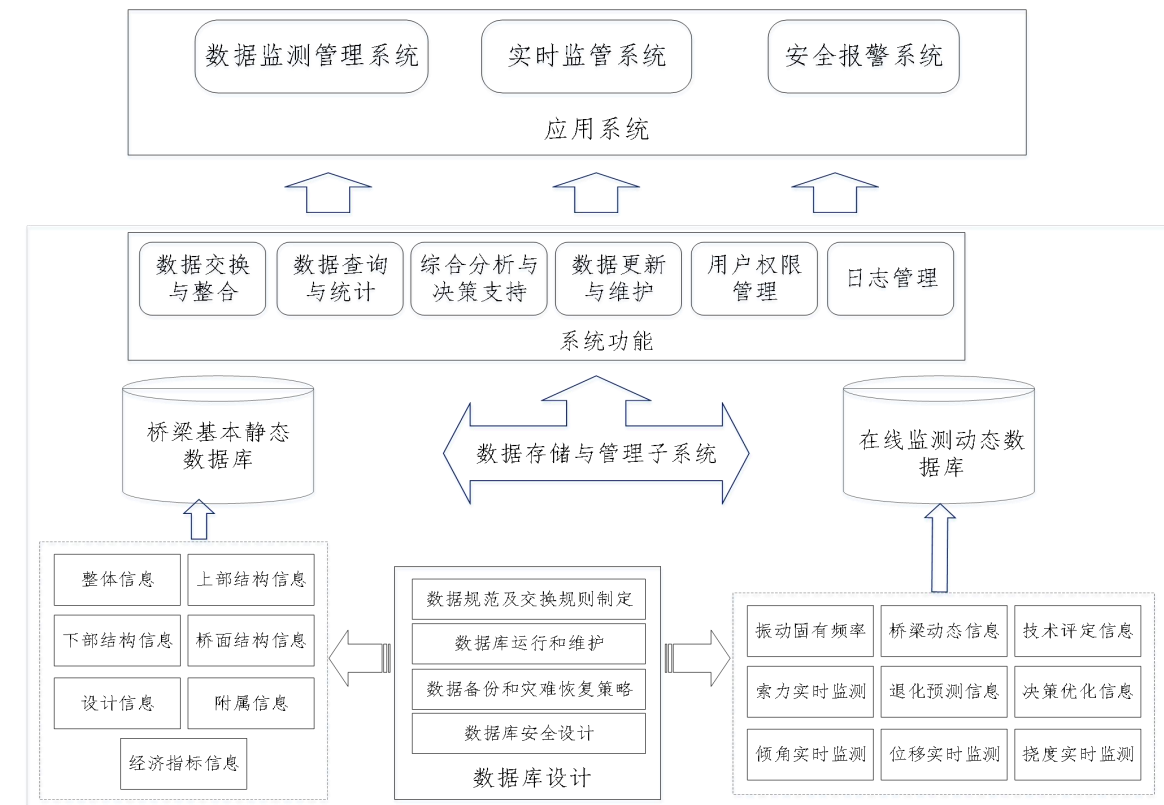 数据监测管理系统
实时监管系统
安全报警系统
应用系统
数据交换
与整合
数据查询
与统计
综合分析与
决策支持
数据更新
与维护
用户权限
管理
日志管理
系统功能
桥梁基本静态
数据库
数据存储与管理子系统
在线监测动态数
据库
整体信息
上部结构信息
下部结构信息
桥面结构信息
设计信息
附属信息
经济指标信息
数据规范及交换规则制定
数据库运行和维护
数据备份和灾难恢复策略
数据库安全设计
数据库设计
振动固有频率
桥梁动态信息
技术评定信息
索力实时监测
退化预测信息
决策优化信息
倾角实时监测
位移实时监测
挠度实时监测